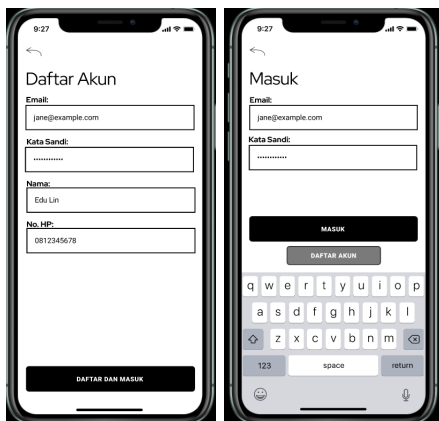 9:27
Daftar Akun
Email:
jane@example.com
Kata Sandi:
••••••••••••
Nama:
Edu Lin
No. HP:
0812345678
DAFTAR DAN MASUK
9:27
Masuk
Email:
jane@example.com
Kata Sandi:
••••••••••••
MASUK
DAFTAR AKUN
q w e r t y u i o p
a s d f g h j k l
z x c v b n m
123 space return